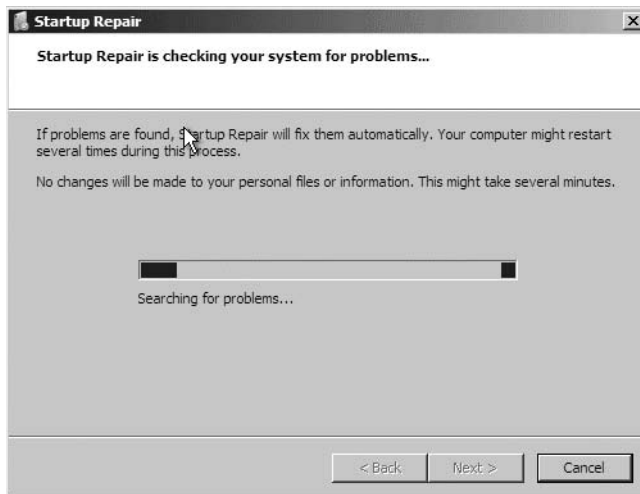 Startup Repair
Startup Repair is checking your system for problems...
If problems are found, Startup Repair will fix them automatically. Your computer might restart
several times during this process.
No changes will be made to your personal files or information. This might take several minutes.
Searching for problems...
< Back
Next >
Cancel